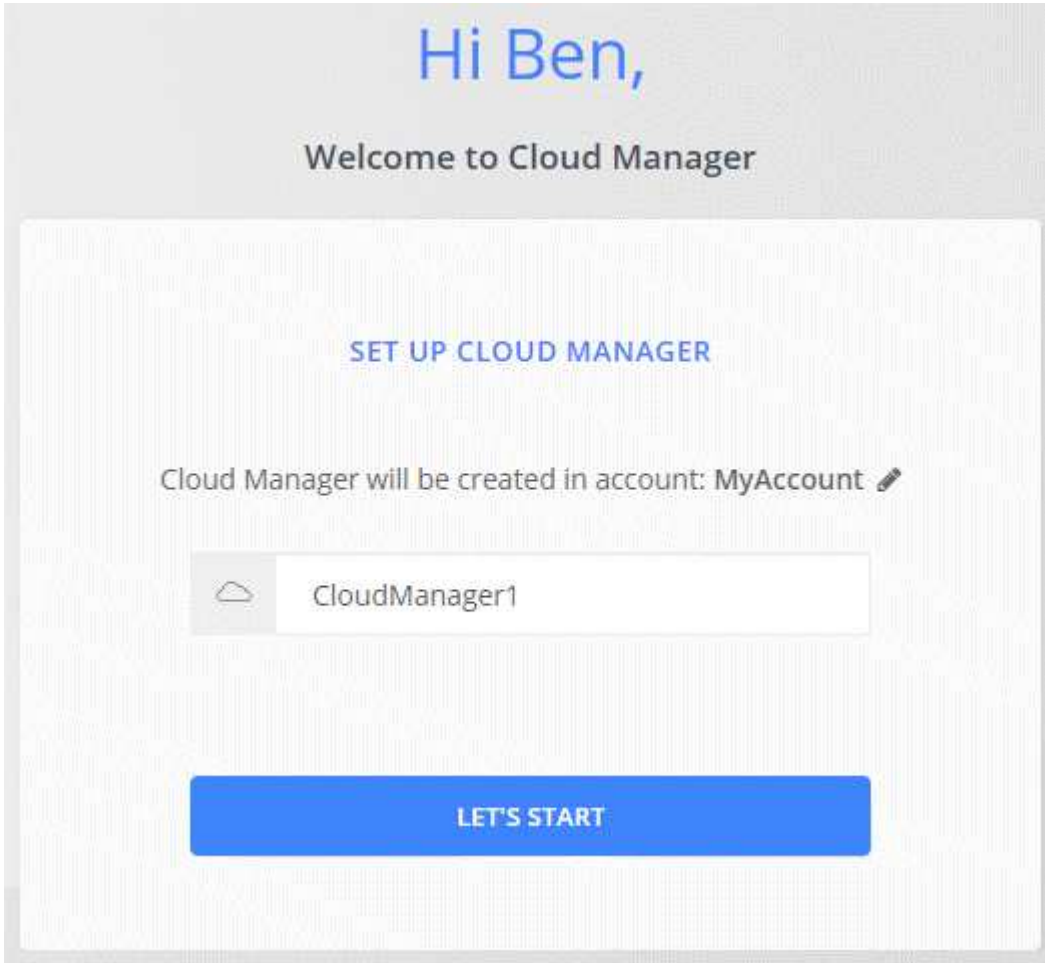 Hi Ben,
Welcome to Cloud Manager
SET UP CLOUD MANAGER
Cloud Manager will be created in account: MyAccount
CloudManager1
LET'S START